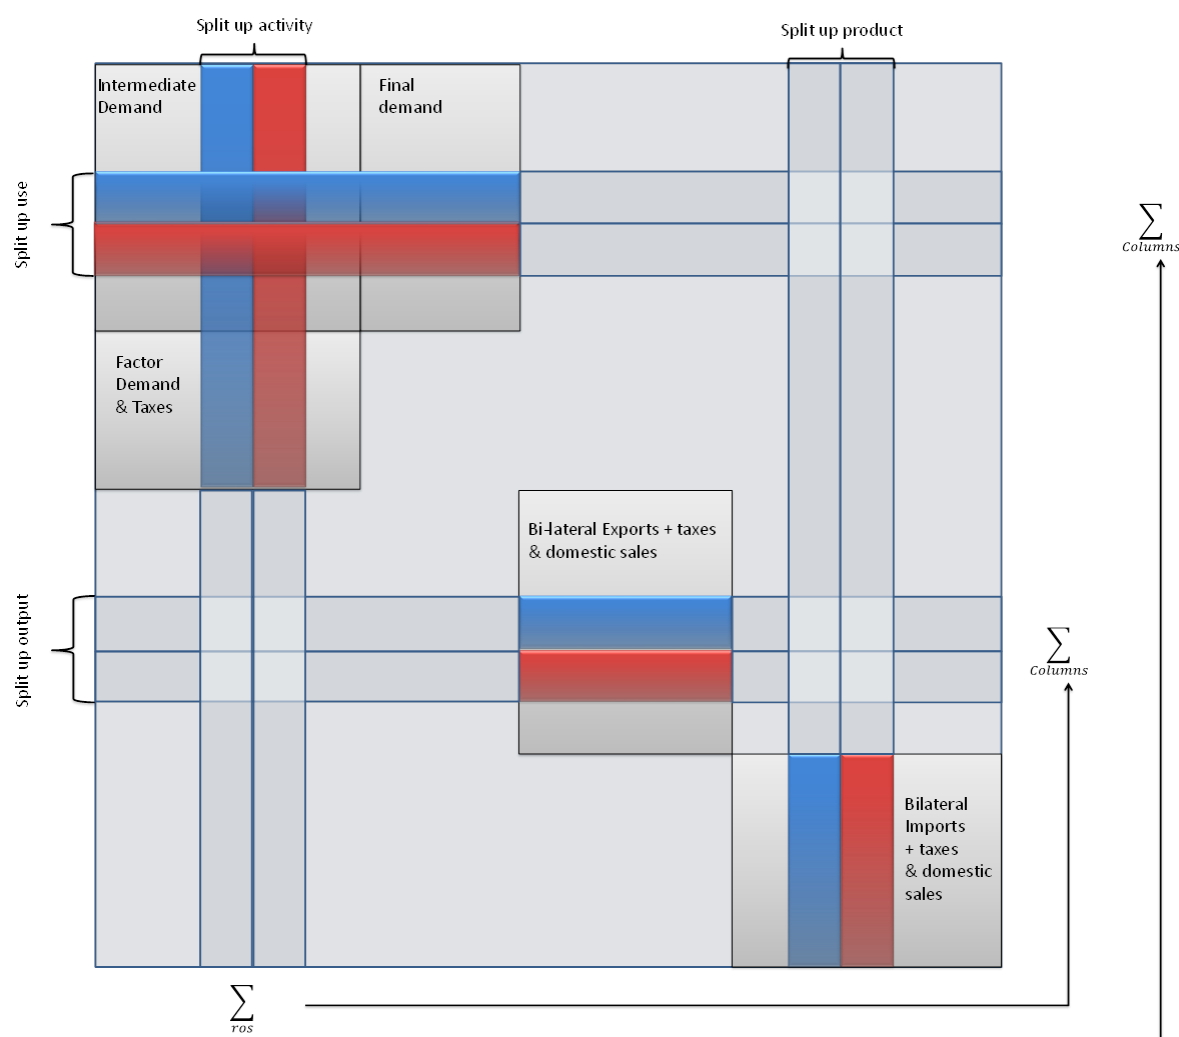 Split up activity
Split up product
Intermediate
Demand
Final
demand
Split up use
∑
Columns
Factor
Demand
& Taxes
Bi-lateral Exports + taxes
& domestic sales
Split up output
∑
Columns
Bilateral
Imports
+ taxes
& domestic
sales
∑
ros